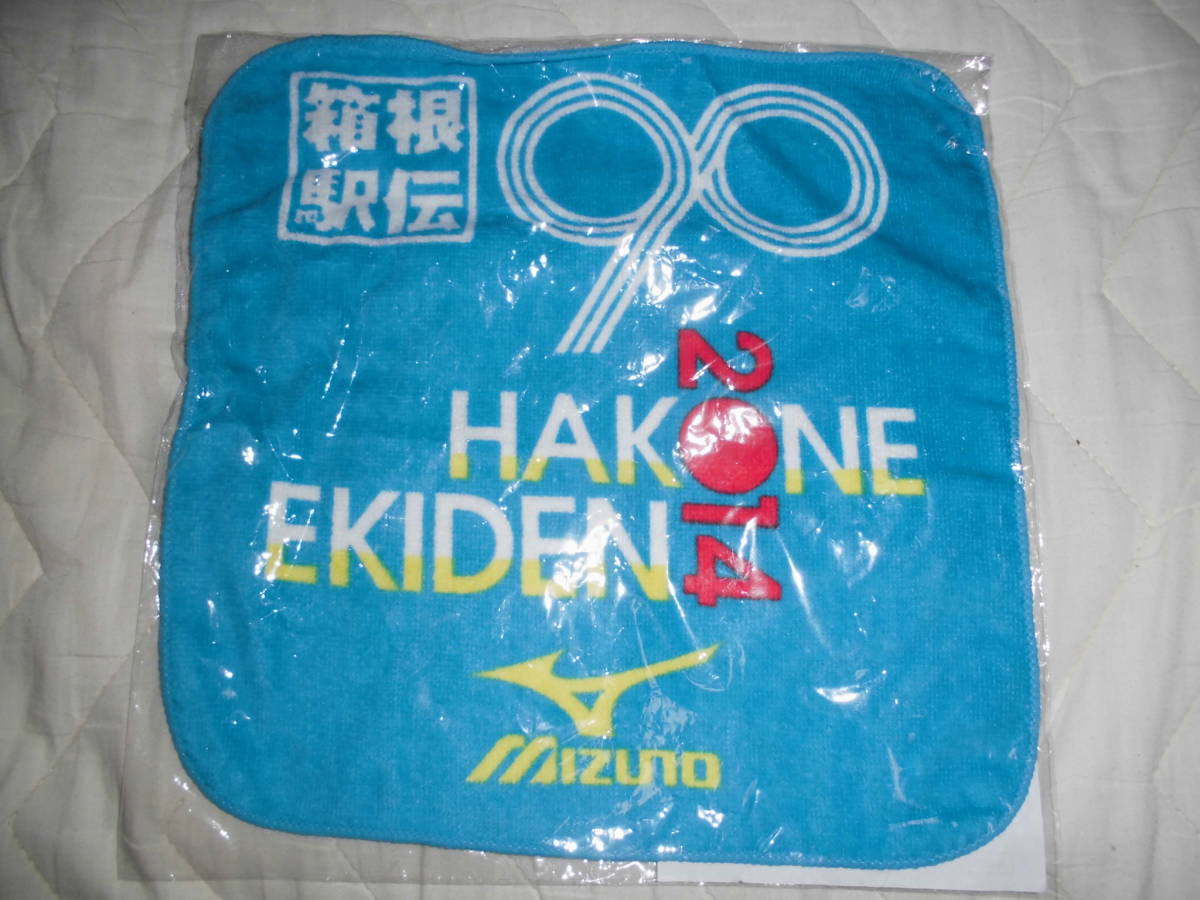 箱根
駅伝
90
2014
HAKONE
EKIDEN
MIZUNO